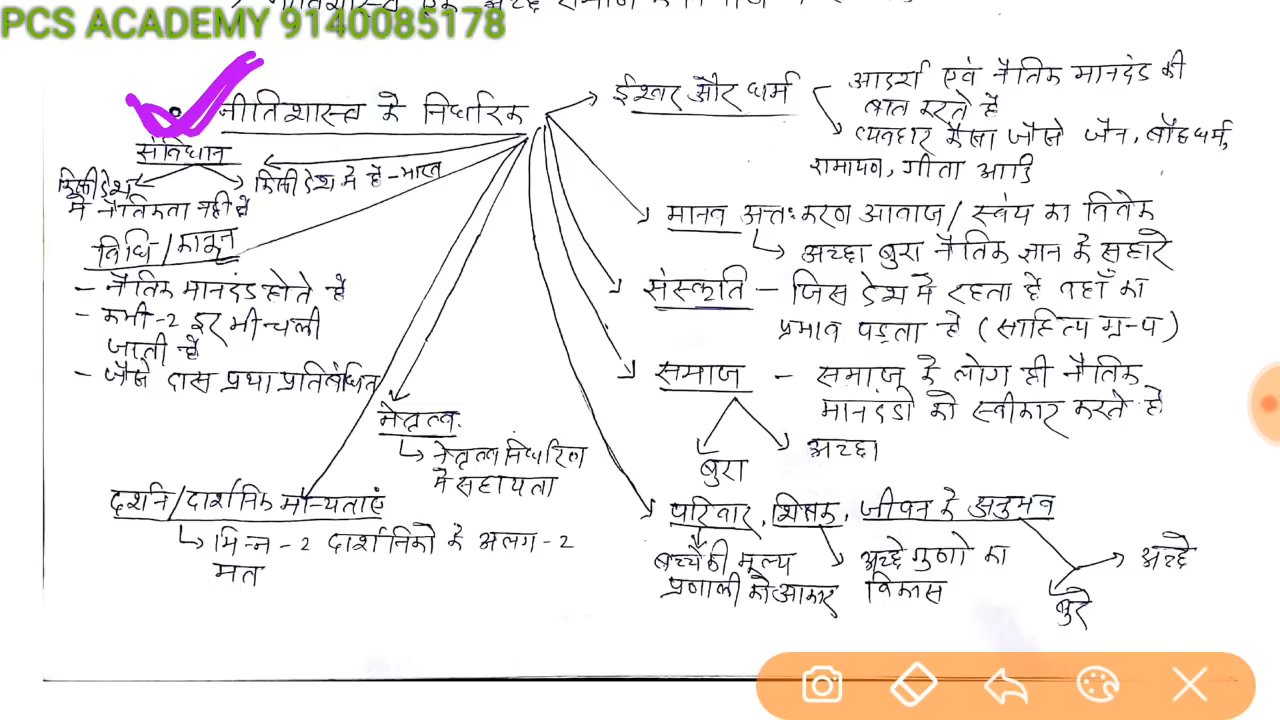 PCS ACADEMY 9140085178
नीतिशास्त्र के निर्धारक
ईश्वर और धर्म
आदर्श एवं नैतिक मानदंड की
बात करते हैं
व्यवहार कैसा जैसे जैन, बौद्ध धर्म,
रामायण, गीता आदि
संविधान
किसी देश
में नैतिकता नहीं है
किसी देश में है - भारत
मानव अन्तः करण आवाज / स्वंय का विवेक
अच्छा बुरा नैतिक ज्ञान के सहारे
विधि / कानून
- नैतिक मानदंड होते है
- कभी-2 इर भी चली
जाती है
- जैसे दास प्रथा प्रतिबंधित
संस्कृति - जिस देश में रहता है वहाँ का
प्रभाव पड़ता है (साहित्य ग्रन्थ)
समाज - समाज के लोग ही नैतिक
मानदंडो को स्वीकार करते है
बुरा
अच्छा
नेतृत्व
नेतृत्व निर्धारित
में सहायता
दर्शन / दार्शनिक मान्यताएं
भिन्न-2 दार्शनिको के अलग-2
मत
परिवार, शिक्षक, जीवन के अनुभव
बच्चे की मूल्य
प्रणाली को आकार
अच्छे गुणो का
विकास
अच्छे
बुरे